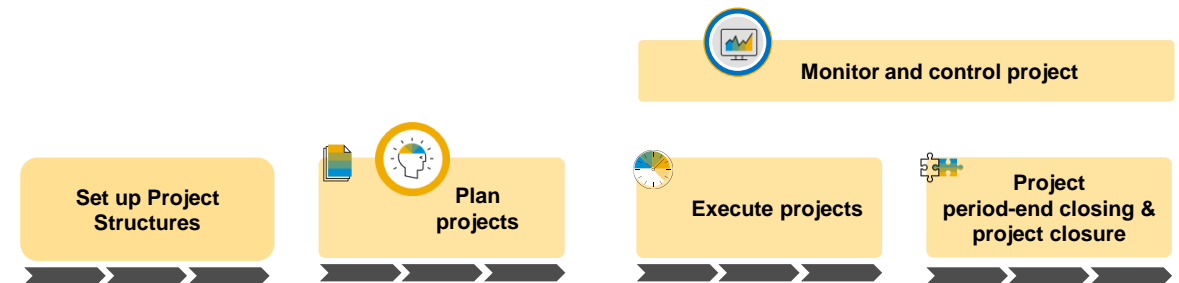 Monitor and control project
Set up Project
Structures
Plan
projects
Execute projects
Project
period-end closing &
project closure